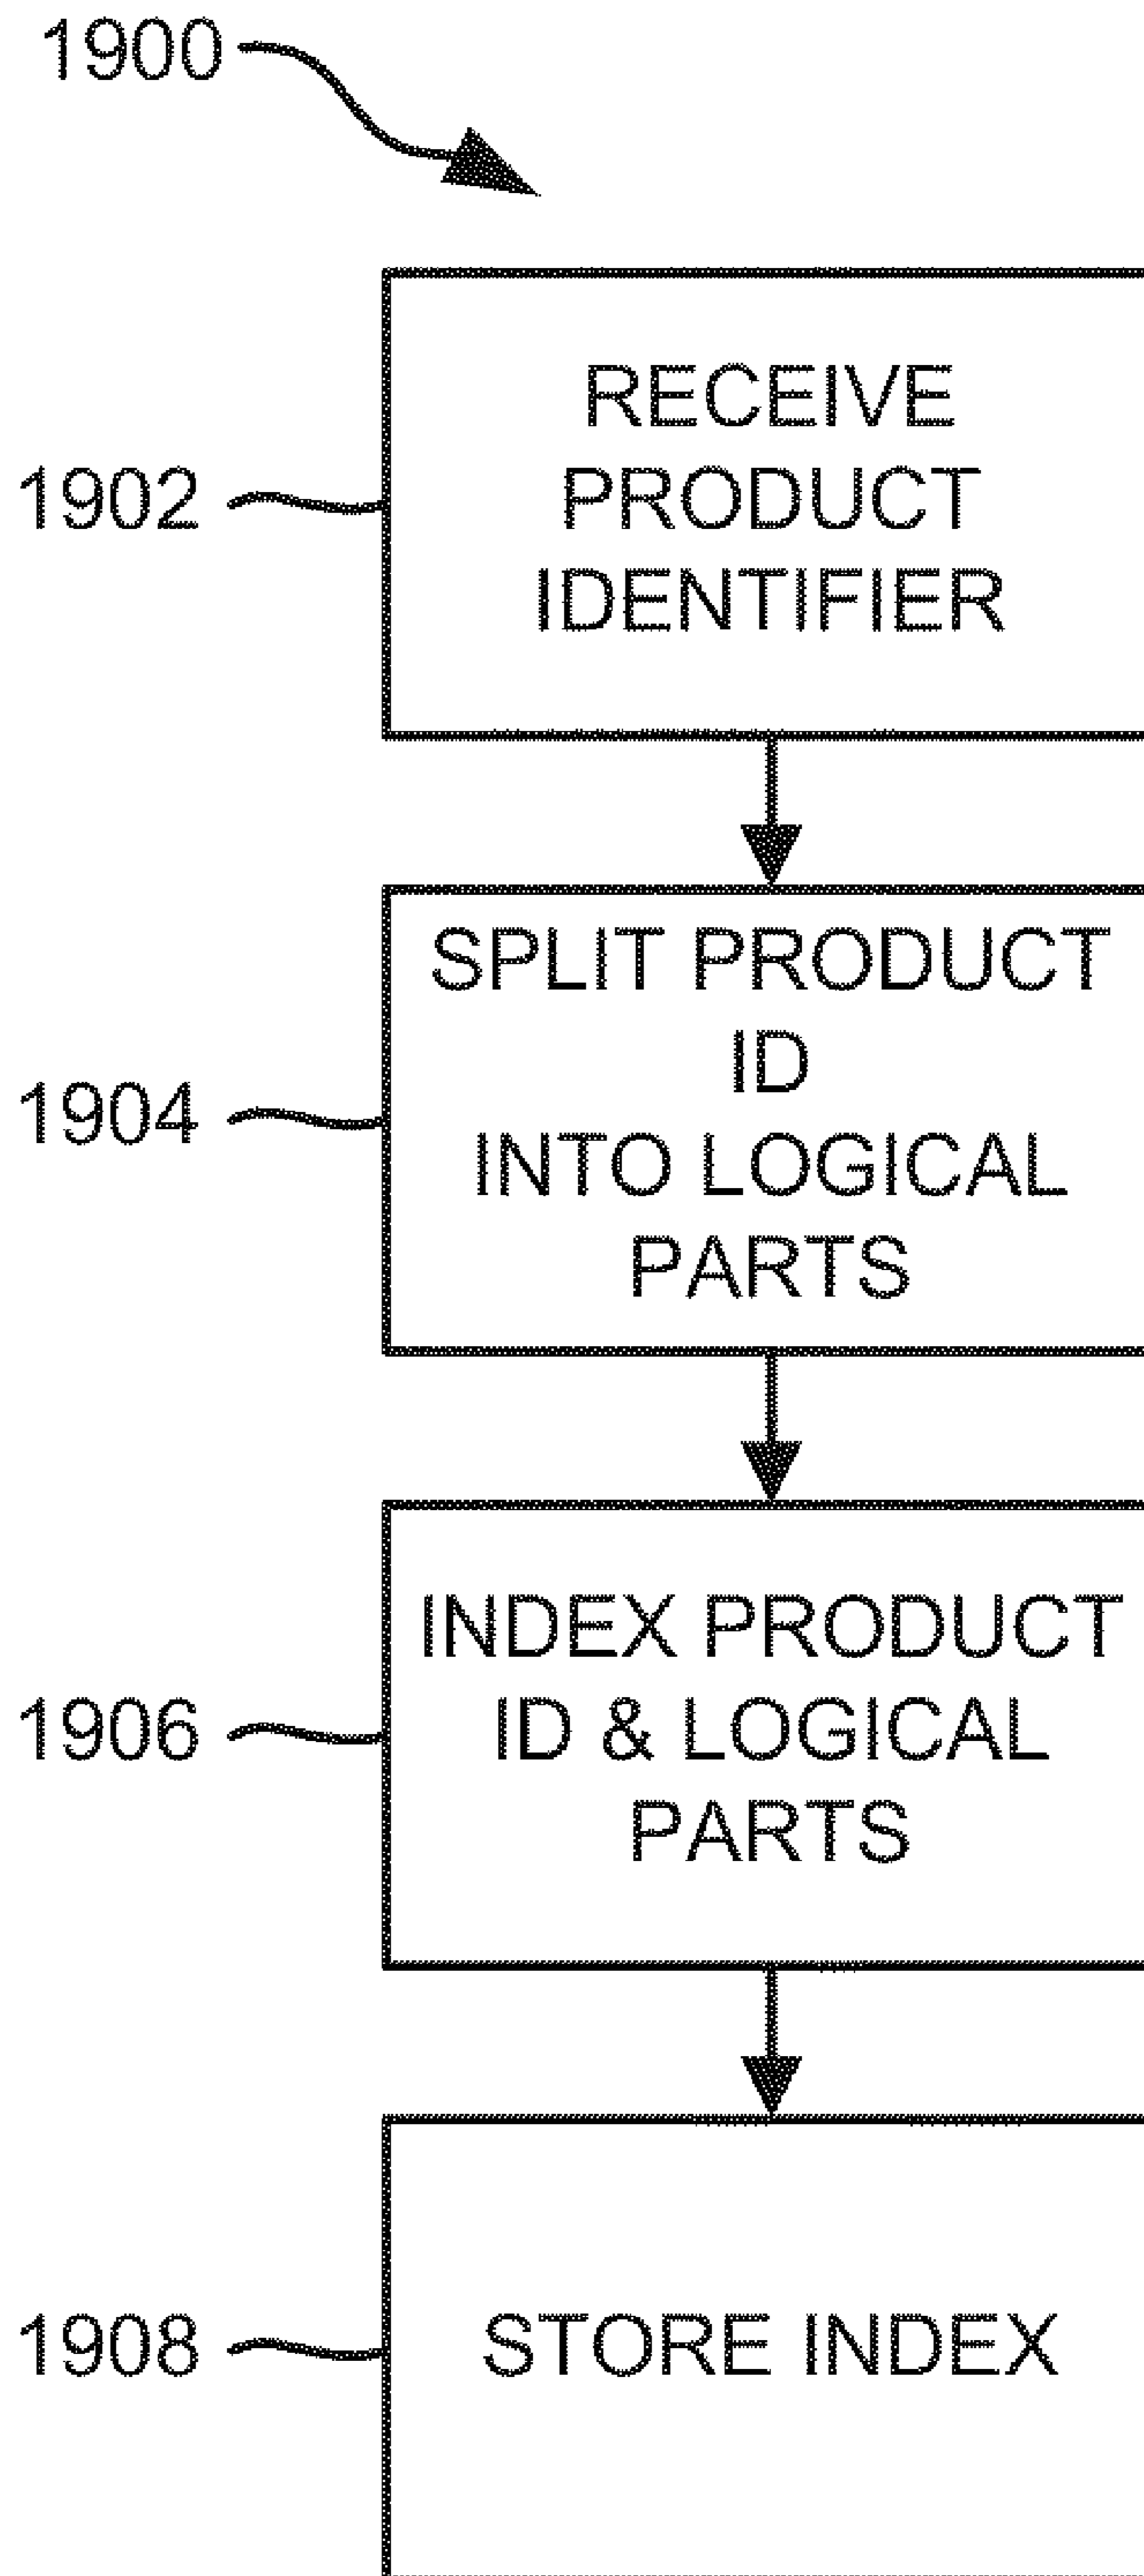 1900
1902
RECEIVE
PRODUCT
IDENTIFIER
1904
SPLIT PRODUCT
ID
INTO LOGICAL
PARTS
1906
INDEX PRODUCT
ID & LOGICAL
PARTS
1908
STORE INDEX